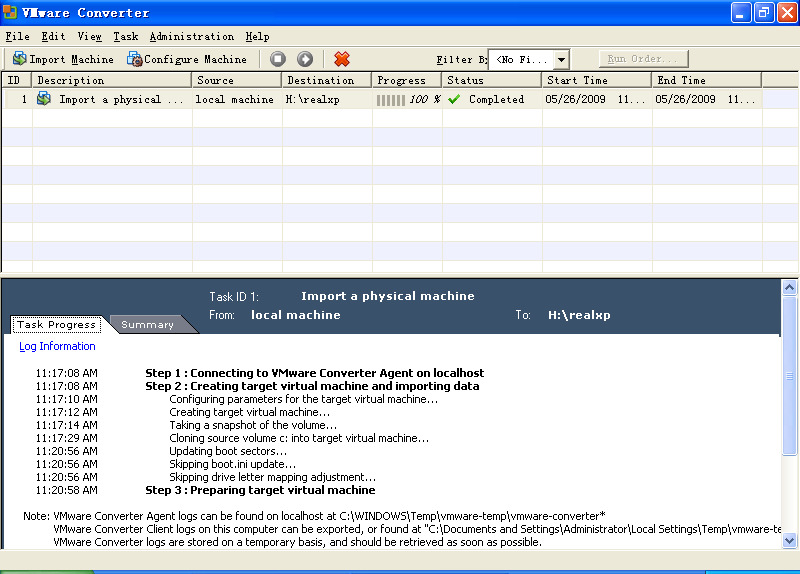 VMware Converter
File Edit View Task Administration Help
Import Machine Configure Machine Filter By <No Fi... Run Order...
ID Description Source Destination Progress Status Start Time End Time
1 Import a physical ... local machine H:\realxp 100 % Completed 05/26/2009 11... 05/26/2009 11...
Task ID 1: Import a physical machine
From: local machine To: H:\realxp
Task Progress Summary
Log Information
11:17:08 AM Step 1 : Connecting to VMware Converter Agent on localhost
11:17:08 AM Step 2 : Creating target virtual machine and importing data
11:17:10 AM Configuring parameters for the target virtual machine...
11:17:12 AM Creating target virtual machine...
11:17:14 AM Taking a snapshot of the volume...
11:17:29 AM Cloning source volume c: into target virtual machine...
11:20:56 AM Updating boot sectors...
11:20:56 AM Skipping boot.ini update...
11:20:56 AM Skipping drive letter mapping adjustment...
11:20:58 AM Step 3 : Preparing target virtual machine
Note: VMware Converter Agent logs can be found on localhost at C:\WINDOWS\Temp\vmware-temp\vmware-converter*
VMware Converter Client logs on this computer can be exported, or found at "C:\Documents and Settings\Administrator\Local Settings\Temp\vmware-te
VMware Converter logs are stored on a temporary basis, and should be retrieved as soon as possible.